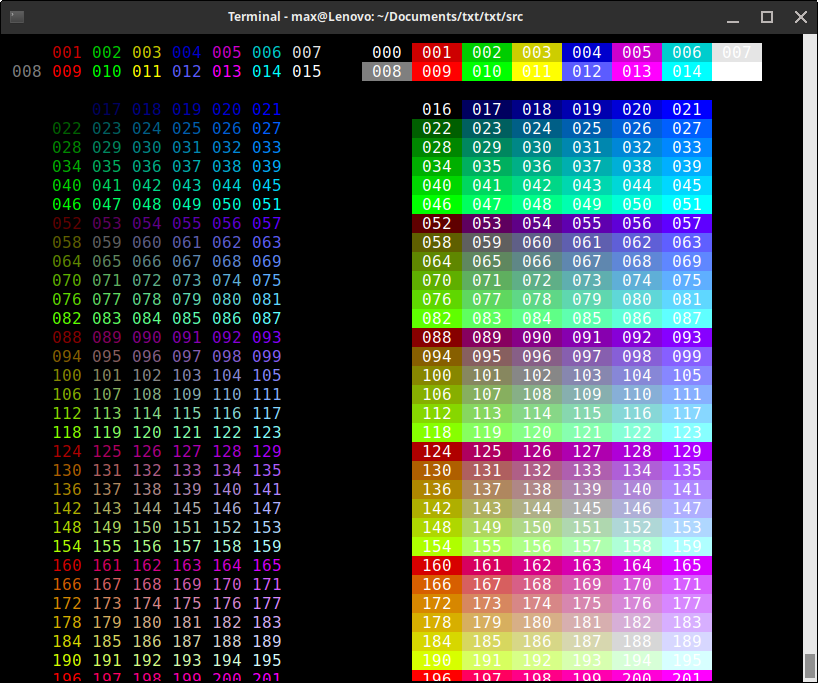 Terminal - max@Lenovo: ~/Documents/txt/txt/src
001 002 003 004 005 006 007 000 001 002 003 004 005 006 007
008 009 010 011 012 013 014 015 008 009 010 011 012 013 014
017 018 019 020 021 016 017 018 019 020 021
022 023 024 025 026 027 022 023 024 025 026 027
028 029 030 031 032 033 028 029 030 031 032 033
034 035 036 037 038 039 034 035 036 037 038 039
040 041 042 043 044 045 040 041 042 043 044 045
046 047 048 049 050 051 046 047 048 049 050 051
052 053 054 055 056 057 052 053 054 055 056 057
058 059 060 061 062 063 058 059 060 061 062 063
064 065 066 067 068 069 064 065 066 067 068 069
070 071 072 073 074 075 070 071 072 073 074 075
076 077 078 079 080 081 076 077 078 079 080 081
082 083 084 085 086 087 082 083 084 085 086 087
088 089 090 091 092 093 088 089 090 091 092 093
094 095 096 097 098 099 094 095 096 097 098 099
100 101 102 103 104 105 100 101 102 103 104 105
106 107 108 109 110 111 106 107 108 109 110 111
112 113 114 115 116 117 112 113 114 115 116 117
118 119 120 121 122 123 118 119 120 121 122 123
124 125 126 127 128 129 124 125 126 127 128 129
130 131 132 133 134 135 130 131 132 133 134 135
136 137 138 139 140 141 136 137 138 139 140 141
142 143 144 145 146 147 142 143 144 145 146 147
148 149 150 151 152 153 148 149 150 151 152 153
154 155 156 157 158 159 154 155 156 157 158 159
160 161 162 163 164 165 160 161 162 163 164 165
166 167 168 169 170 171 166 167 168 169 170 171
172 173 174 175 176 177 172 173 174 175 176 177
178 179 180 181 182 183 178 179 180 181 182 183
184 185 186 187 188 189 184 185 186 187 188 189
190 191 192 193 194 195 190 191 192 193 194 195
196 197 198 199 200 201 196 197 198 199 200 201